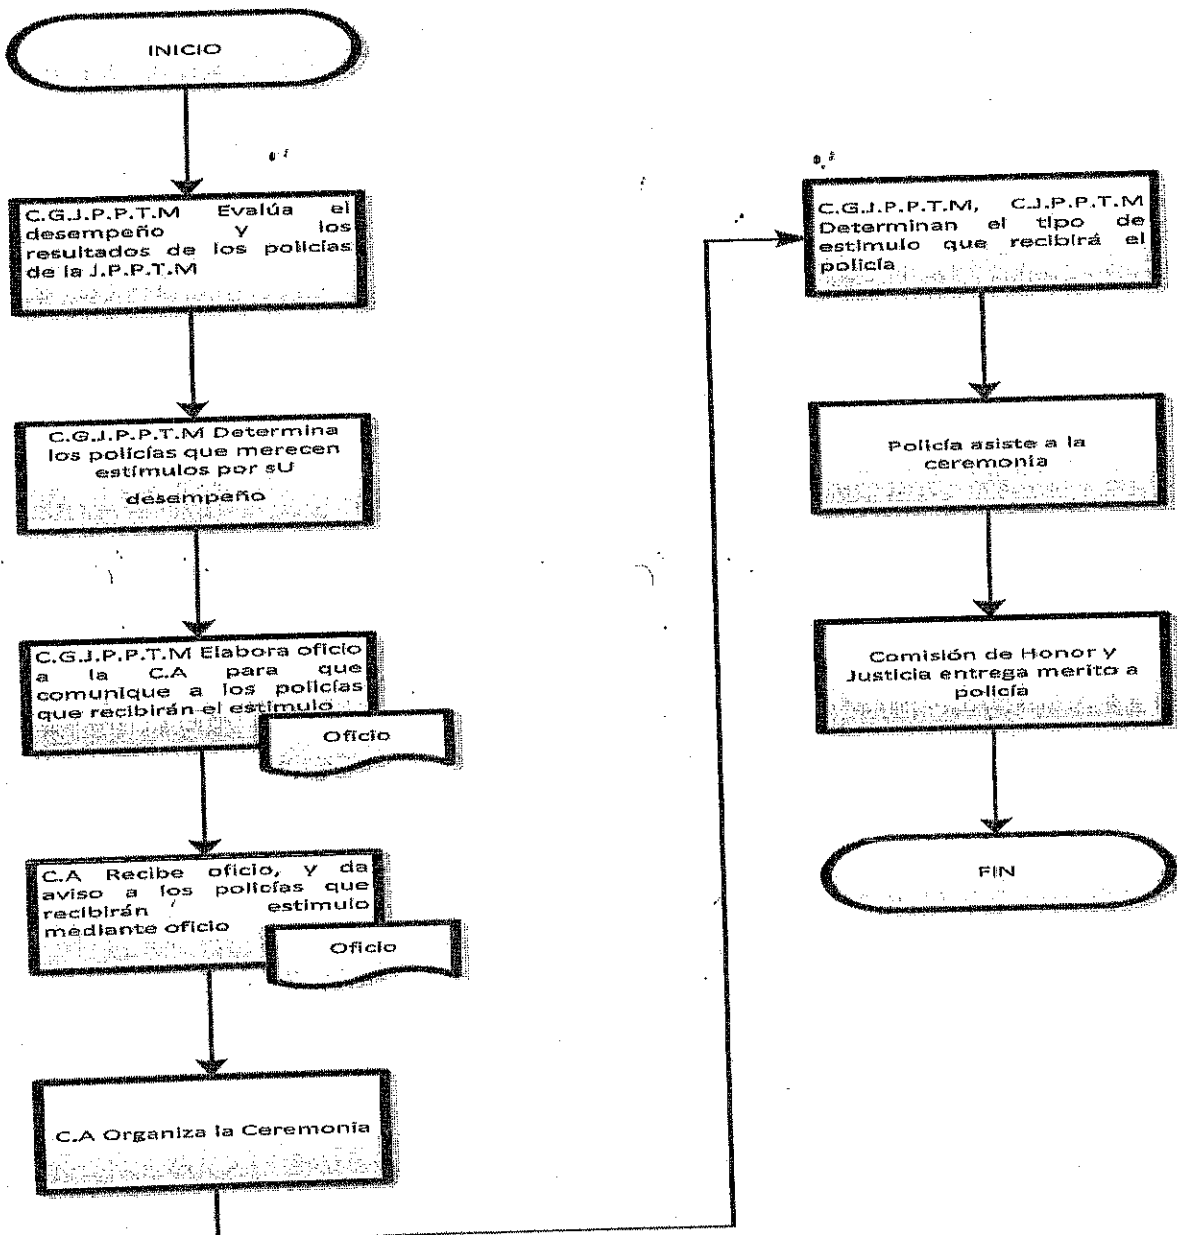 INICIO
C.G.J.P.P.T.M Evalúa el
desempeño y los
resultados de los policías
de la J.P.P.T.M
C.G.J.P.P.T.M Determina
los policías que merecen
estímulos por sU
desempeño
C.G.J.P.P.T.M Elabora oficio
a la C.A para que
comunique a los policías
que recibirán el estimulo
Oficio
C.A Recibe oficio, y da
aviso a los policías que
recibirán estimulo
mediante oficio
Oficio
C.A Organiza la Ceremonia
C.G.J.P.P.T.M, C.J.P.P.T.M
Determinan el tipo de
estimulo que recibirá el
policía
Policía asiste a la
ceremonia
Comisión de Honor y
Justicia entrega merito a
policía
FIN